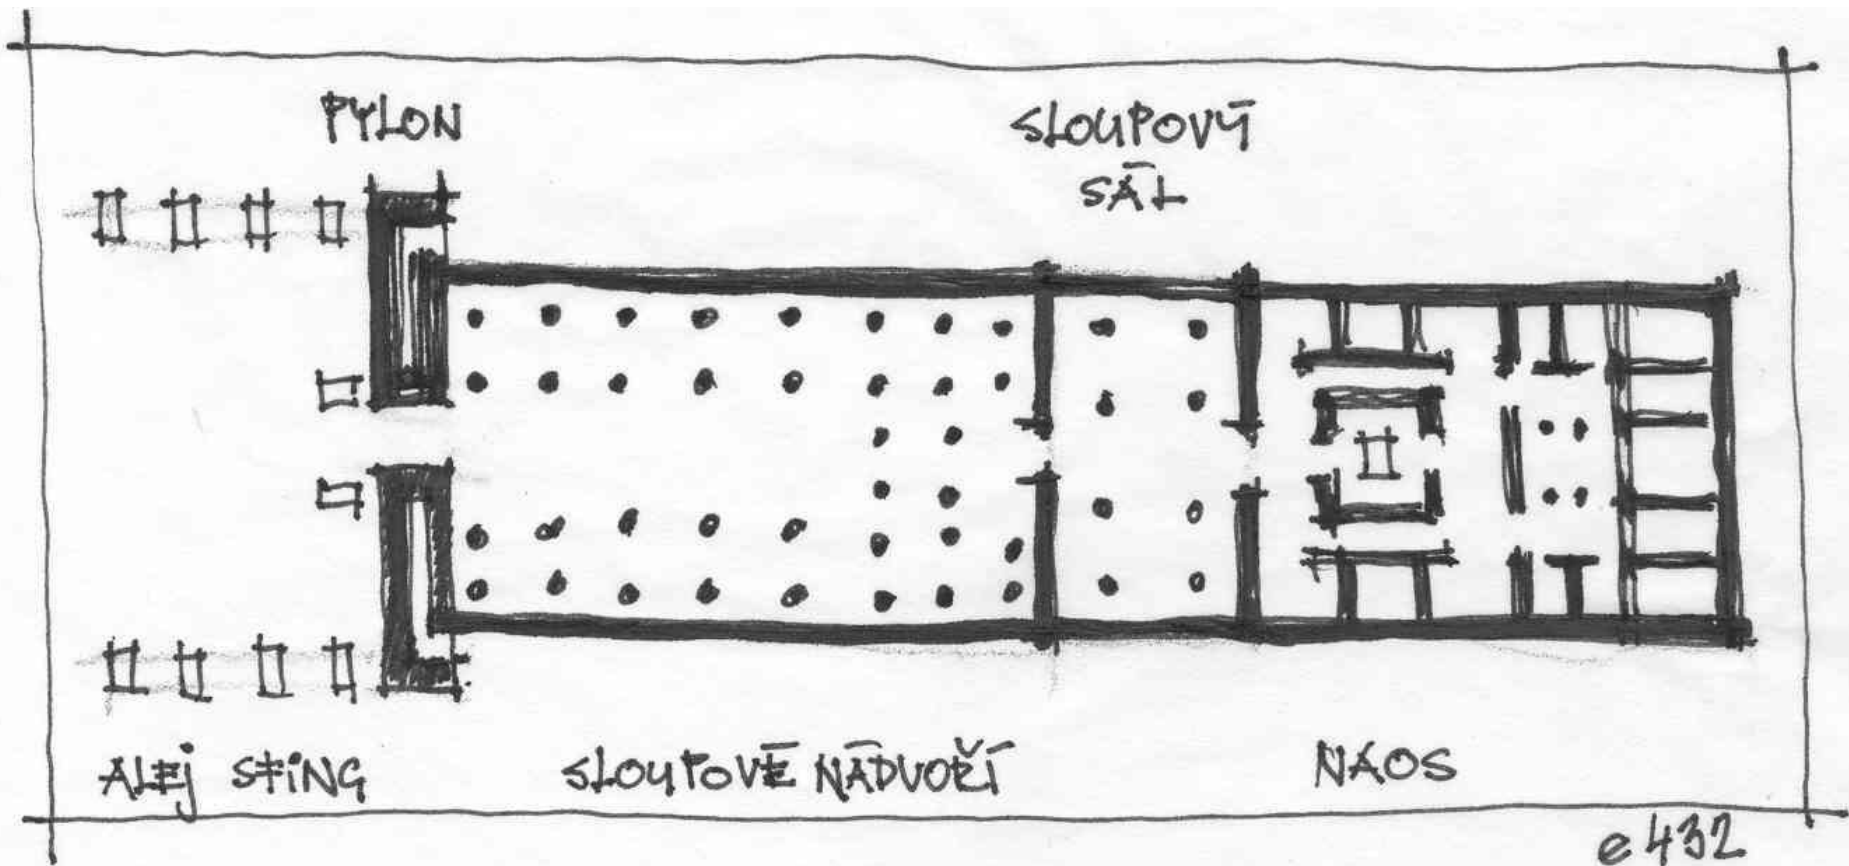 PYLON
SLOUPOVÝ
SÁL
ALEJ SFING
SLOUPOVÉ NÁDVOŘÍ
NAOS
e432